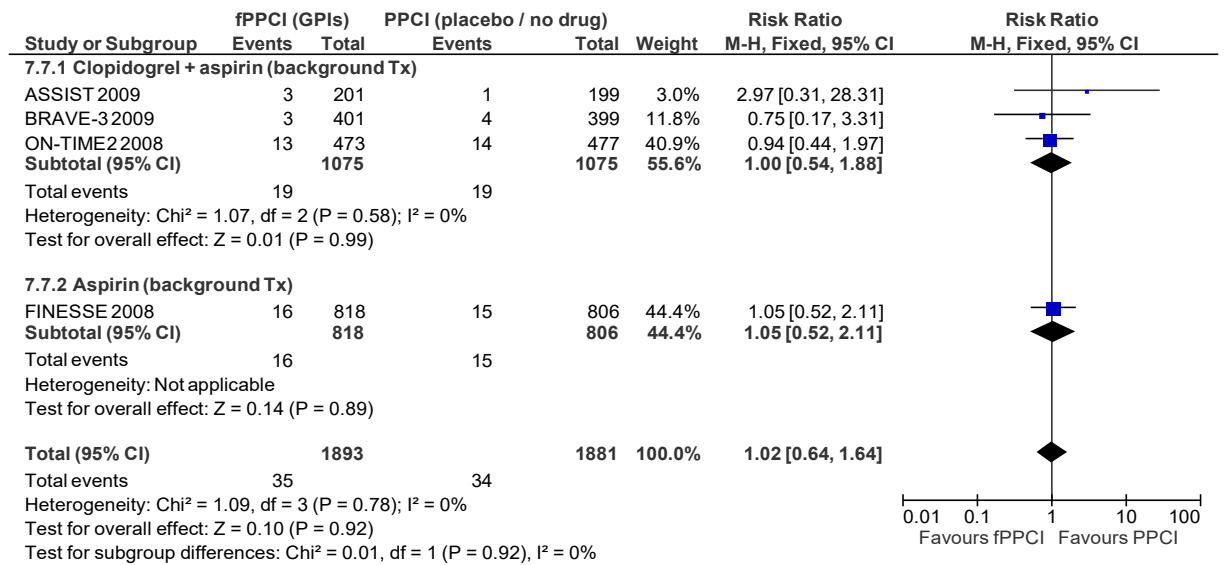 fPPCI (GPIs) PPCI (placebo / no drug) Risk Ratio Risk Ratio
Study or Subgroup Events Total Events Total Weight M-H, Fixed, 95% CI M-H, Fixed, 95% CI
7.7.1 Clopidogrel + aspirin (background Tx)
ASSIST 2009 3 201 1 199 3.0% 2.97 [0.31, 28.31]
BRAVE-3 2009 3 401 4 399 11.8% 0.75 [0.17, 3.31]
ON-TIME2 2008 13 473 14 477 40.9% 0.94 [0.44, 1.97]
Subtotal (95% CI) 1075 1075 55.6% 1.00 [0.54, 1.88]
Total events 19 19
Heterogeneity: Chi² = 1.07, df = 2 (P = 0.58); I² = 0%
Test for overall effect: Z = 0.01 (P = 0.99)
7.7.2 Aspirin (background Tx)
FINESSE 2008 16 818 15 806 44.4% 1.05 [0.52, 2.11]
Subtotal (95% CI) 818 806 44.4% 1.05 [0.52, 2.11]
Total events 16 15
Heterogeneity: Not applicable
Test for overall effect: Z = 0.14 (P = 0.89)
Total (95% CI) 1893 1881 100.0% 1.02 [0.64, 1.64]
Total events 35 34
Heterogeneity: Chi² = 1.09, df = 3 (P = 0.78); I² = 0%
Test for overall effect: Z = 0.10 (P = 0.92)
Test for subgroup differences: Chi² = 0.01, df = 1 (P = 0.92), I² = 0%
0.01 0.1 1 10 100
Favours fPPCI Favours PPCI